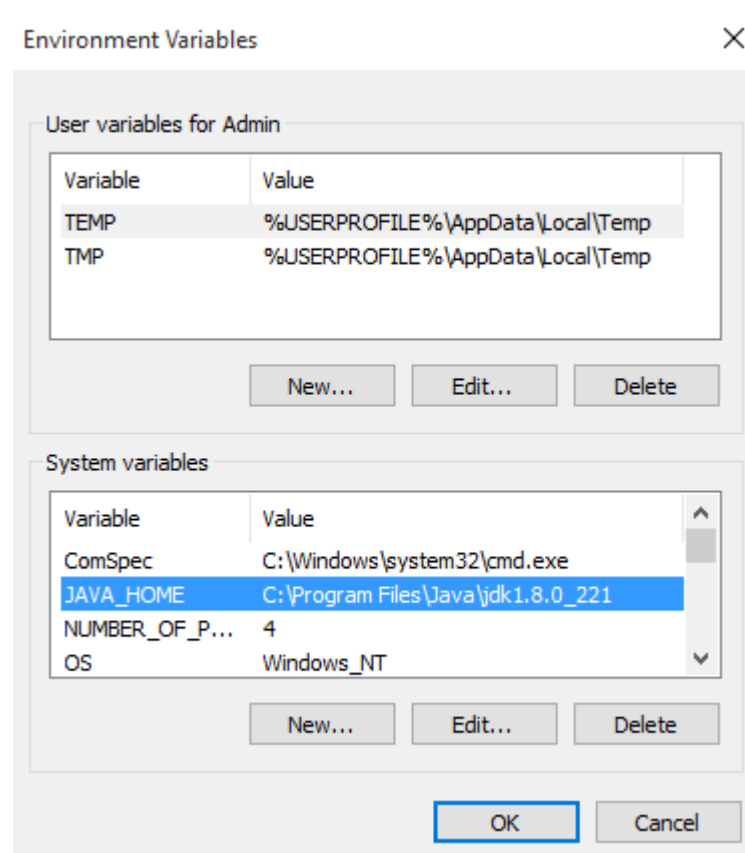 Environment Variables
User variables for Admin
Variable Value
TEMP %USERPROFILE%\AppData\Local\Temp
TMP %USERPROFILE%\AppData\Local\Temp
New... Edit... Delete
System variables
Variable Value
ComSpec C:\Windows\system32\cmd.exe
JAVA_HOME C:\Program Files\Java\jdk1.8.0_221
NUMBER_OF_P... 4
OS Windows_NT
New... Edit... Delete
OK Cancel